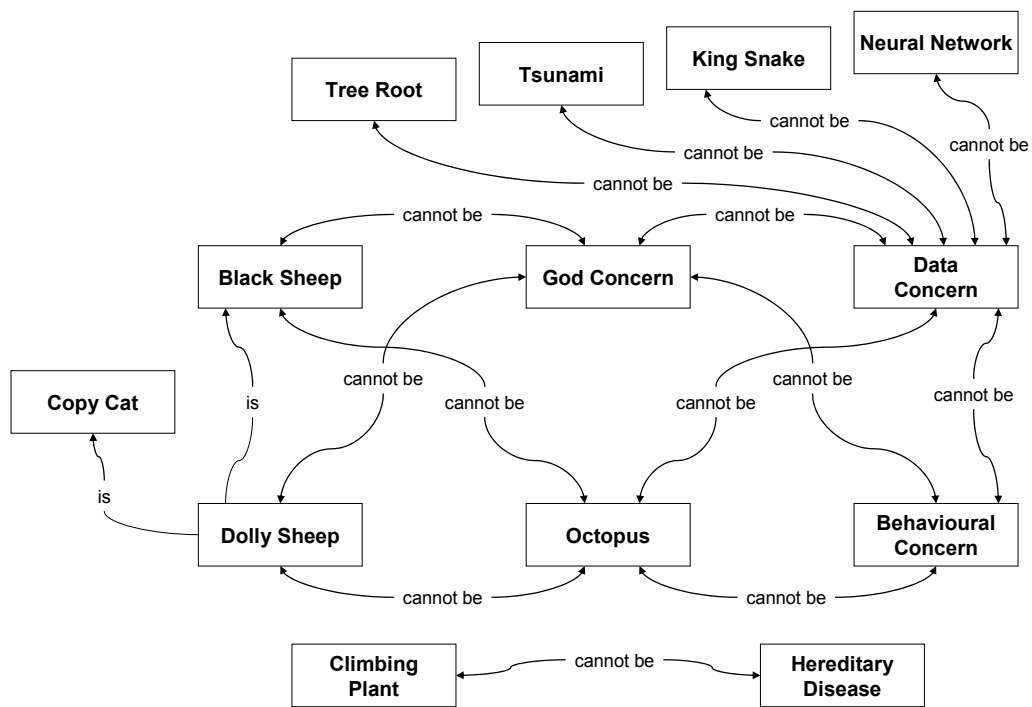 Neural Network
King Snake
Tsunami
Tree Root
cannot be
cannot be
cannot be
cannot be
cannot be
cannot be
Black Sheep
God Concern
Data
Concern
cannot be
cannot be
cannot be
Copy Cat
is
cannot be
cannot be
is
Dolly Sheep
Octopus
Behavioural
Concern
cannot be
cannot be
Climbing
Plant
cannot be
Hereditary
Disease